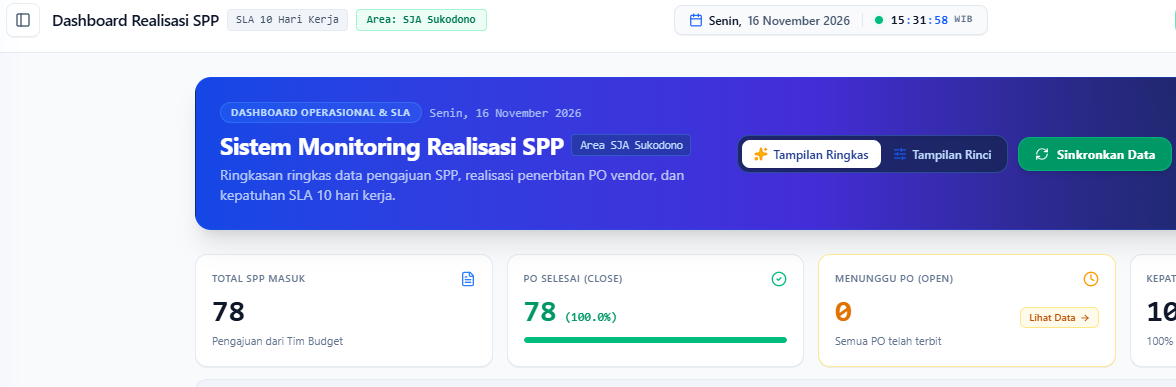 Dashboard Realisasi SPP SLA 10 Hari Kerja Area: SJA Sukodono Senin, 16 November 2026 15:31:58 WIB
DASHBOARD OPERASIONAL & SLA Senin, 16 November 2026
Sistem Monitoring Realisasi SPP Area SJA Sukodono
Ringkasan ringkas data pengajuan SPP, realisasi penerbitan PO vendor, dan
kepatuhan SLA 10 hari kerja.
Tampilan Ringkas Tampilan Rinci Sinkronkan Data
TOTAL SPP MASUK
78
Pengajuan dari Tim Budget
PO SELESAI (CLOSE)
78 (100.0%)
MENUNGGU PO (OPEN)
0
Lihat Data →
Semua PO telah terbit
KEPAT
10
100%